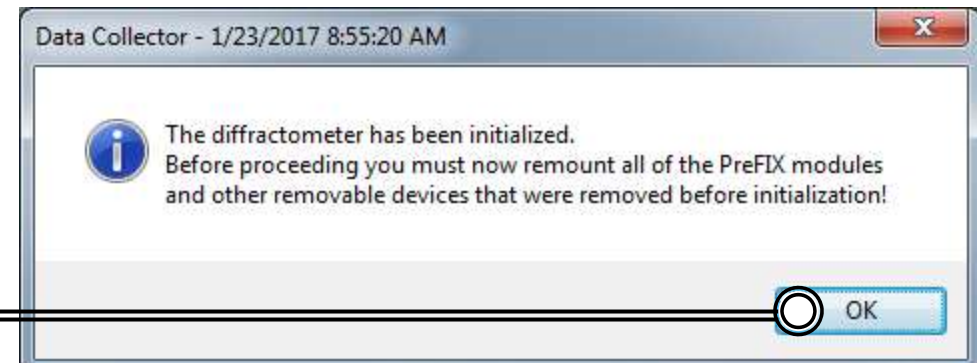 Data Collector - 1/23/2017 8:55:20 AM
The diffractometer has been initialized.
Before proceeding you must now remount all of the PreFIX modules
and other removable devices that were removed before initialization!
OK